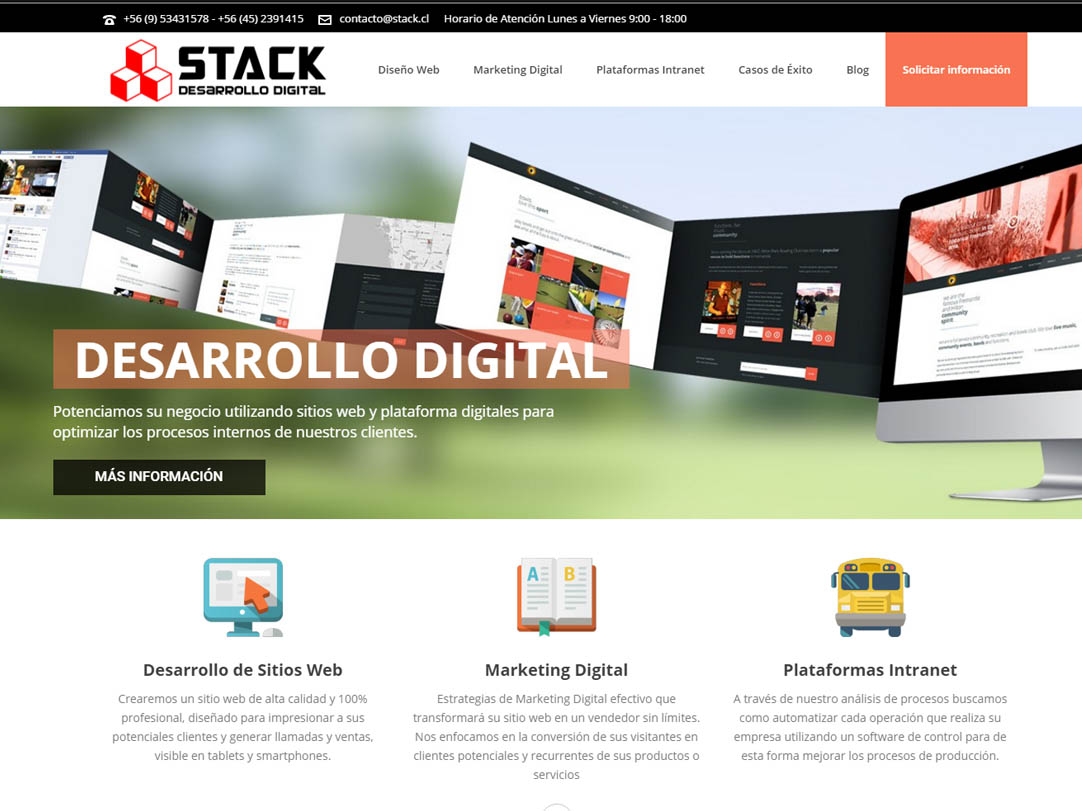 +56 (9) 53431578 - +56 (45) 2391415 contacto@stack.cl Horario de Atención Lunes a Viernes 9:00 - 18:00
STACK
DESARROLLO DIGITAL
Diseño Web Marketing Digital Plataformas Intranet Casos de Éxito Blog Solicitar información
DESARROLLO DIGITAL
Potenciamos su negocio utilizando sitios web y plataforma digitales para
optimizar los procesos internos de nuestros clientes.
MÁS INFORMACIÓN
A B
Desarrollo de Sitios Web
Crearemos un sitio web de alta calidad y 100%
profesional, diseñado para impresionar a sus
potenciales clientes y generar llamadas y ventas,
visible en tablets y smartphones.
Marketing Digital
Estrategias de Marketing Digital efectivo que
transformará su sitio web en un vendedor sin límites.
Nos enfocamos en la conversión de sus visitantes en
clientes potenciales y recurrentes de sus productos o
servicios
Plataformas Intranet
A través de nuestro análisis de procesos buscamos
como automatizar cada operación que realiza su
empresa utilizando un software de control para de
esta forma mejorar los procesos de producción.